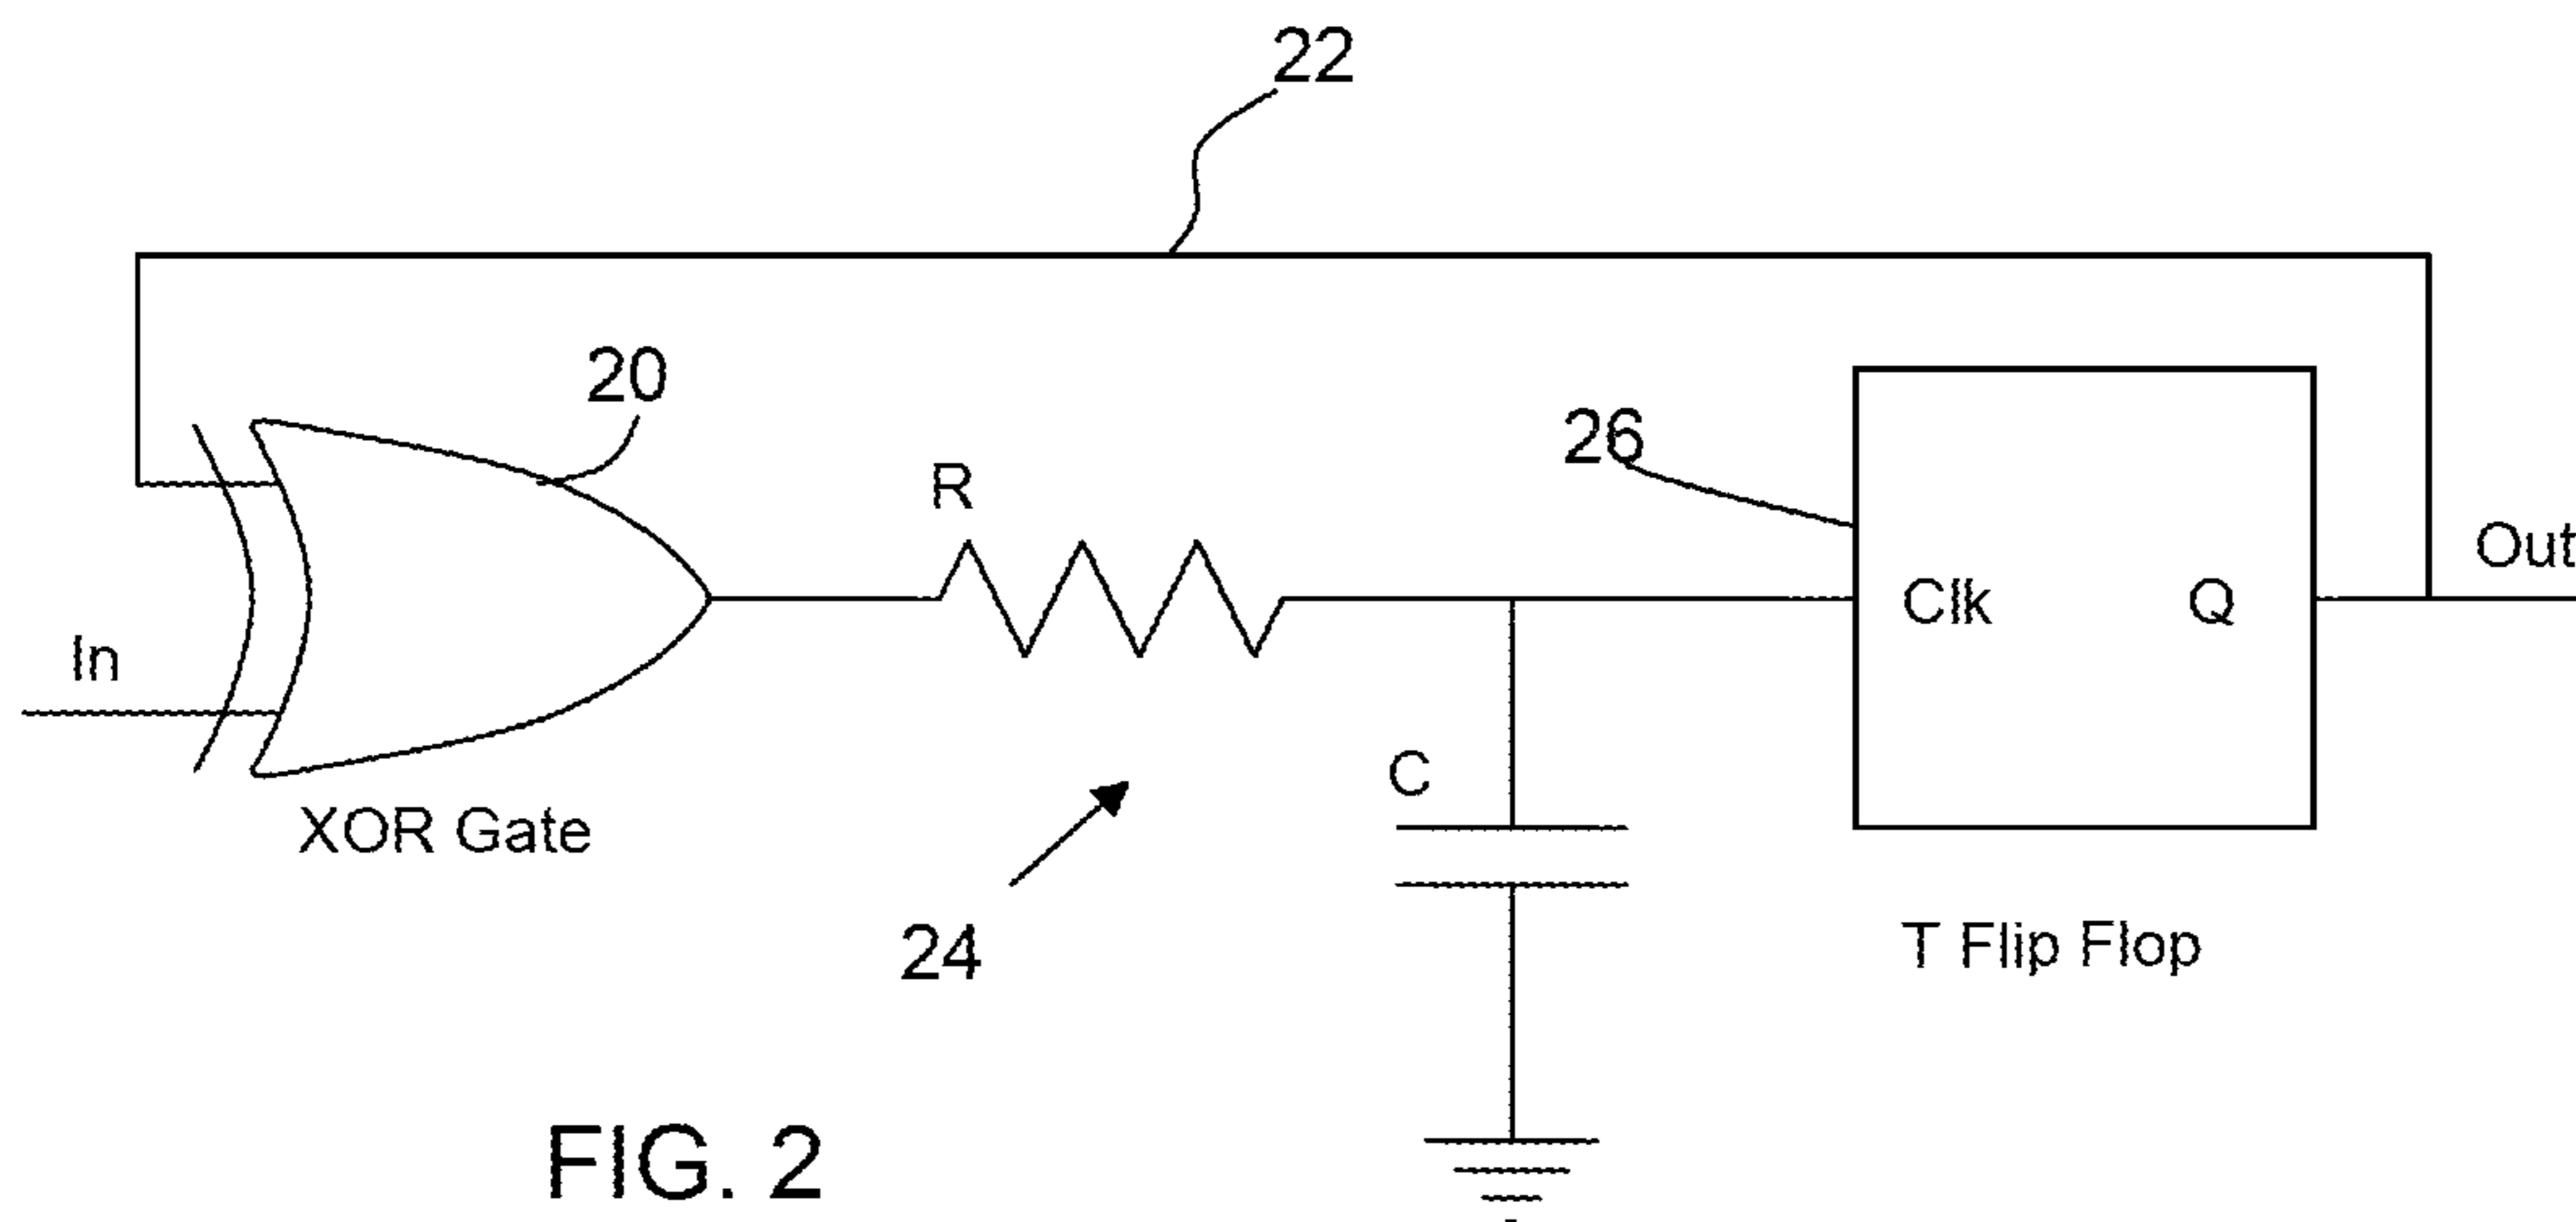 22
20
26
R
Out
Clk
Q
In
C
XOR Gate
24
T Flip Flop
FIG. 2